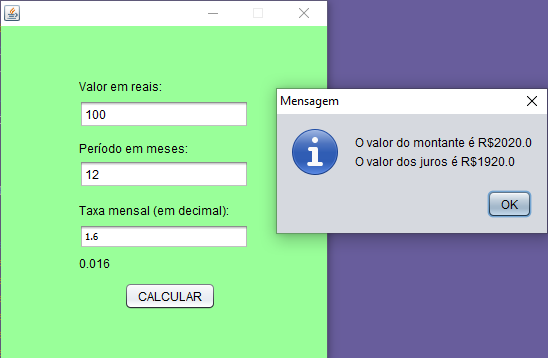 Valor em reais:
100
Período em meses:
12
Taxa mensal (em decimal):
1.6
0.016
CALCULAR
Mensagem
O valor do montante é R$2020.0
O valor dos juros é R$1920.0
OK